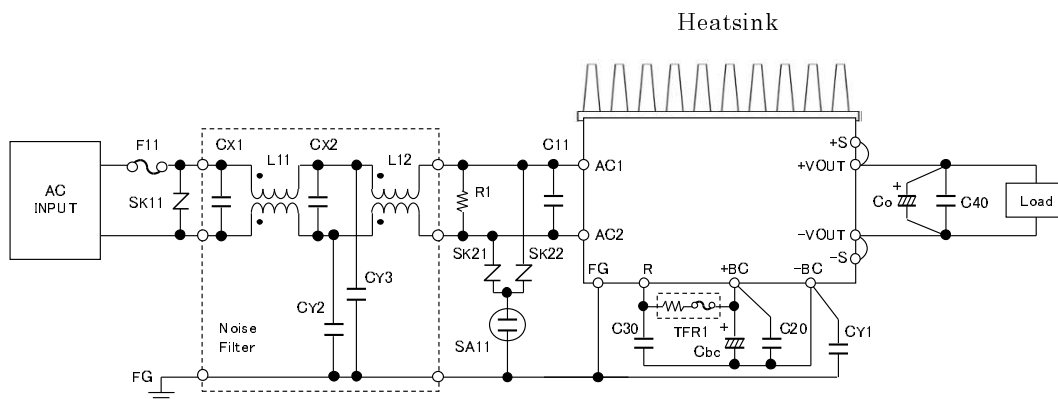 Heatsink
F11
CX1
L11
CX2
L12
C11
AC
INPUT
SK11
R1
AC1
AC2
+S
+VOUT
-VOUT
-S
+
Co
C40
Load
SK21
SK22
FG
R
+BC
-BC
CY2
CY3
SA11
C30
TFR1
+
Cbc
C20
CY1
Noise
Filter
FG